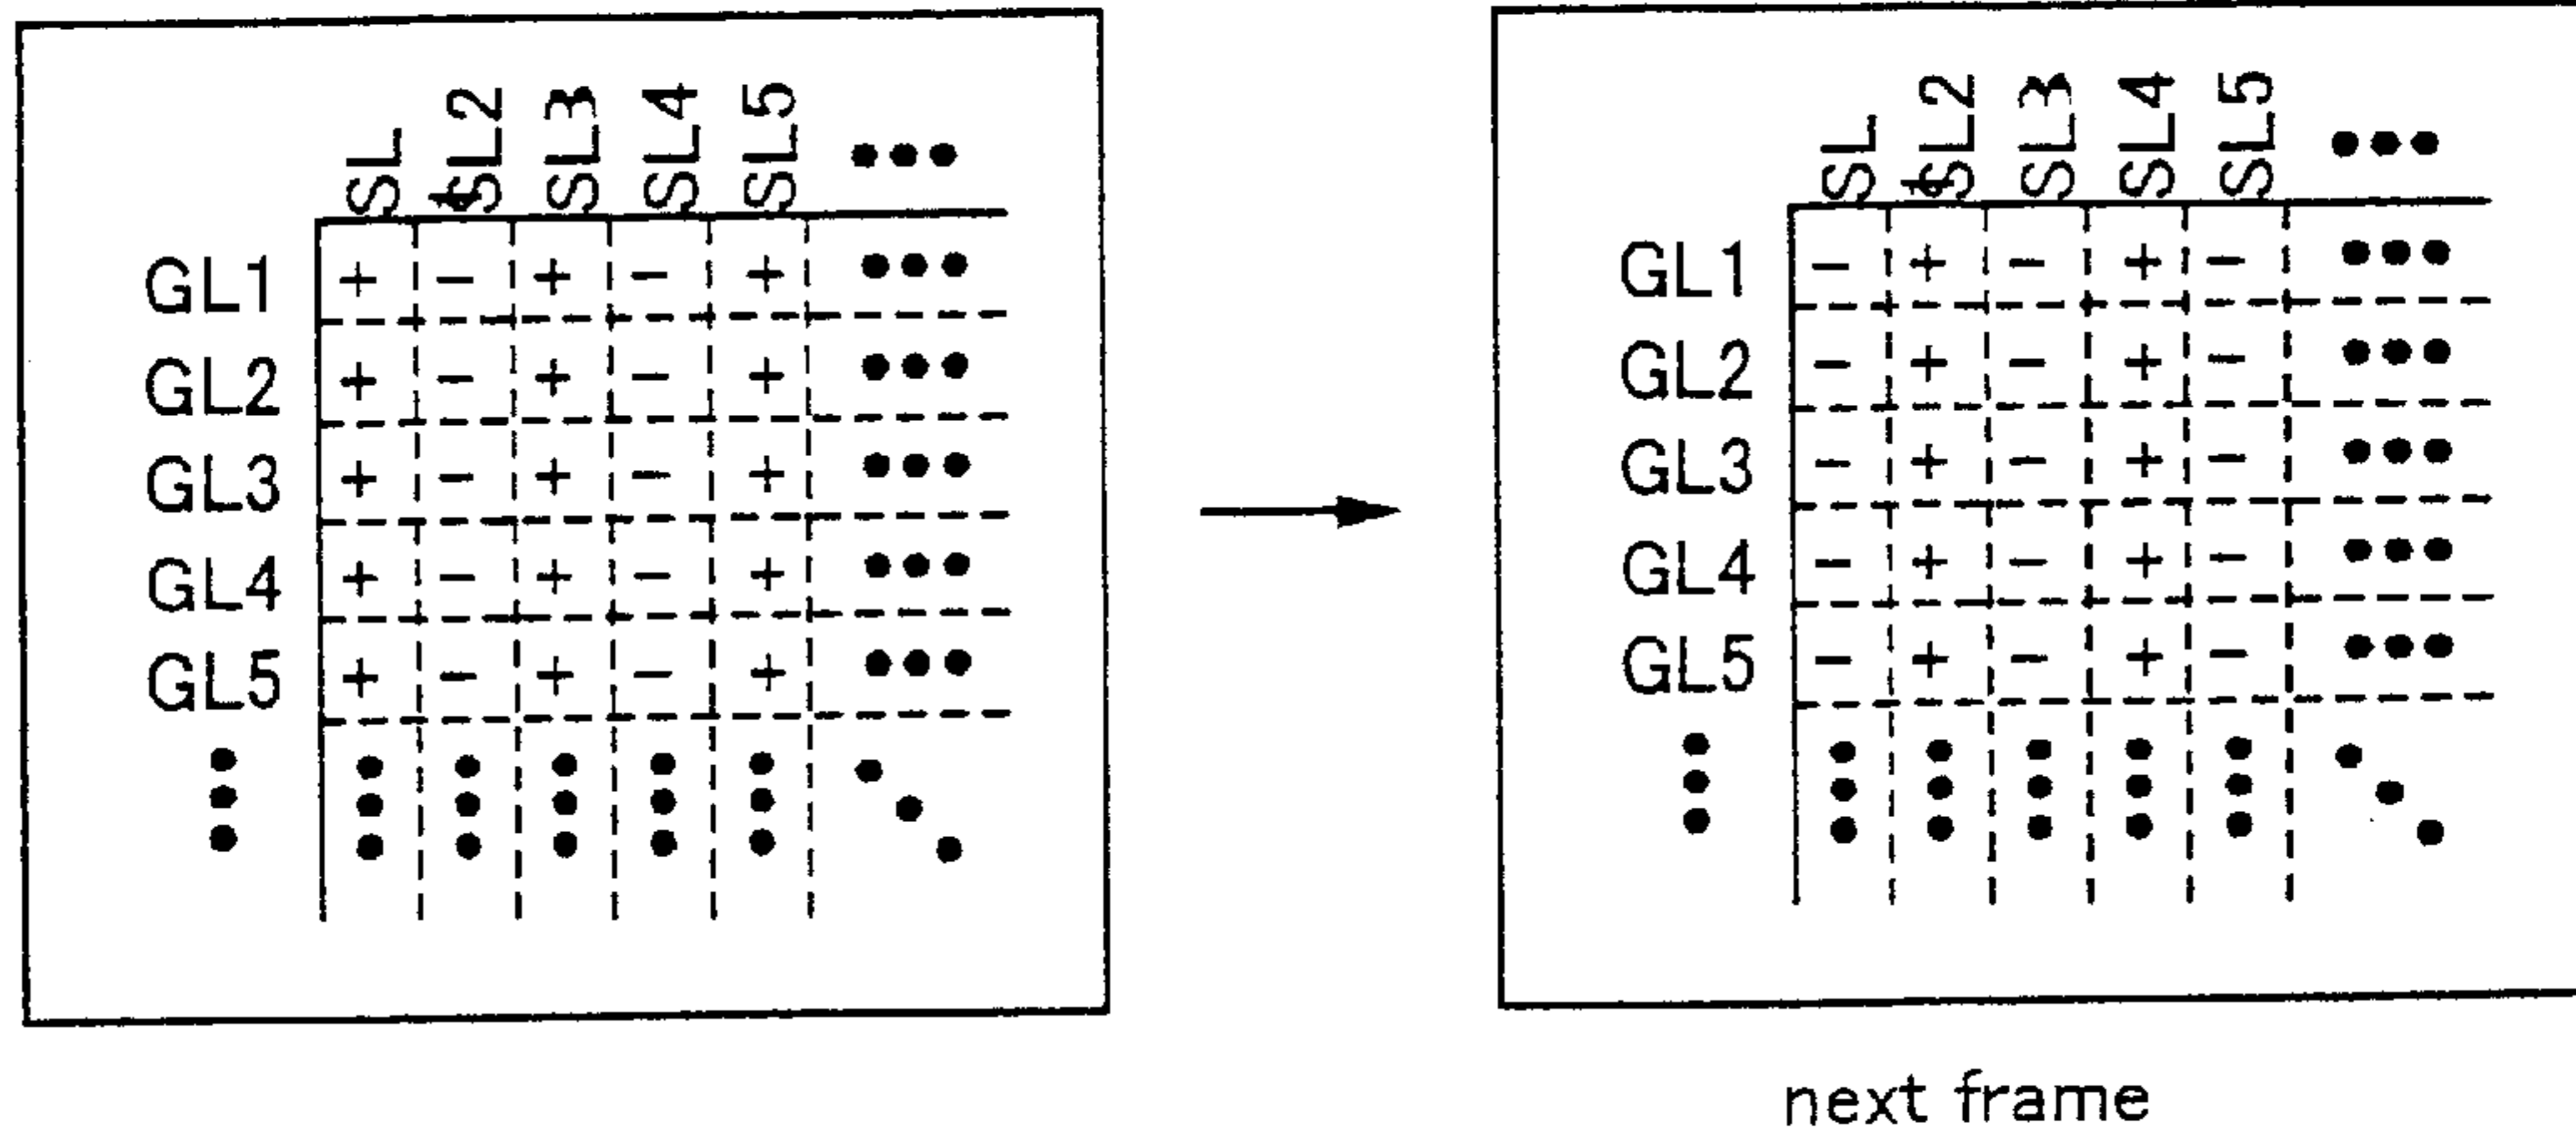 SL SL2 SL3 SL4 SL5 •••
GL1 + − + − + •••
GL2 + − + − + •••
GL3 + − + − + •••
GL4 + − + − + •••
GL5 + − + − + •••
SL SL2 SL3 SL4 SL5 •••
GL1 − + − + − •••
GL2 − + − + − •••
GL3 − + − + − •••
GL4 − + − + − •••
GL5 − + − + − •••
next frame